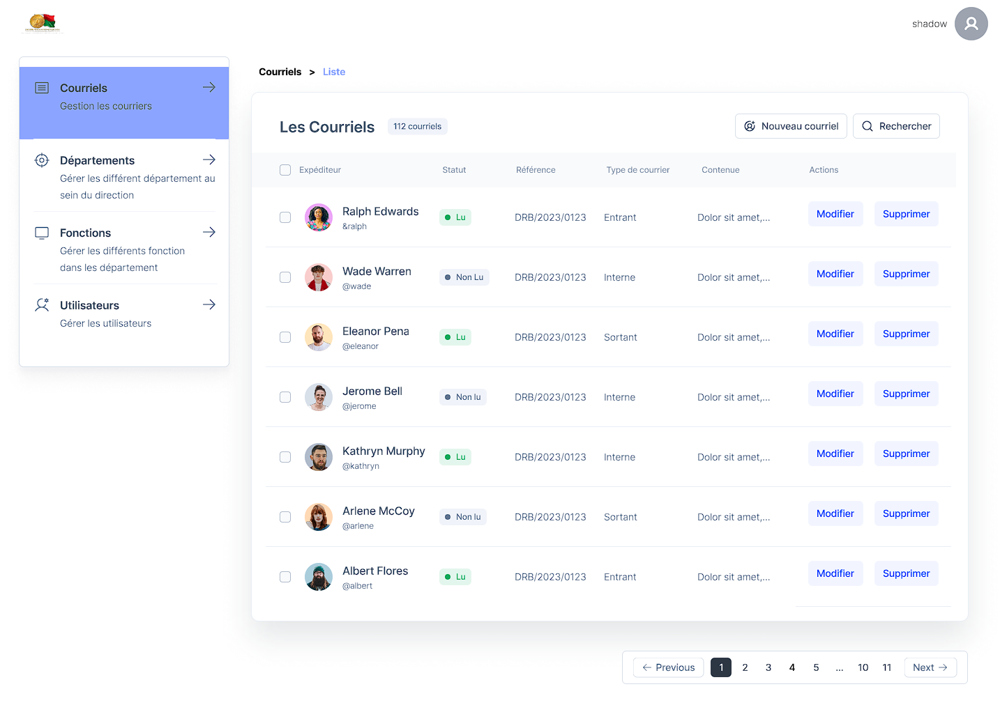 shadow
Courriels > Liste
Courriels
Gestion les courriers
Départements
Gérer les différent département au
sein du direction
Fonctions
Gérer les différents fonction
dans les département
Utilisateurs
Gérer les utilisateurs
Les Courriels 112 courriels Nouveau courriel Rechercher
Expéditeur Statut Référence Type de courrier Contenue Actions
Ralph Edwards
&ralph
Lu DRB/2023/0123 Entrant Dolor sit amet,... Modifier Supprimer
Wade Warren
@wade
Non Lu DRB/2023/0123 Interne Dolor sit amet,... Modifier Supprimer
Eleanor Pena
@eleanor
Lu DRB/2023/0123 Sortant Dolor sit amet,... Modifier Supprimer
Jerome Bell
@jerome
Non lu DRB/2023/0123 Interne Dolor sit amet,... Modifier Supprimer
Kathryn Murphy
@kathryn
Lu DRB/2023/0123 Interne Dolor sit amet,... Modifier Supprimer
Arlene McCoy
@arlene
Non lu DRB/2023/0123 Sortant Dolor sit amet,... Modifier Supprimer
Albert Flores
@albert
Lu DRB/2023/0123 Entrant Dolor sit amet,... Modifier Supprimer
← Previous 1 2 3 4 5 ... 10 11 Next →